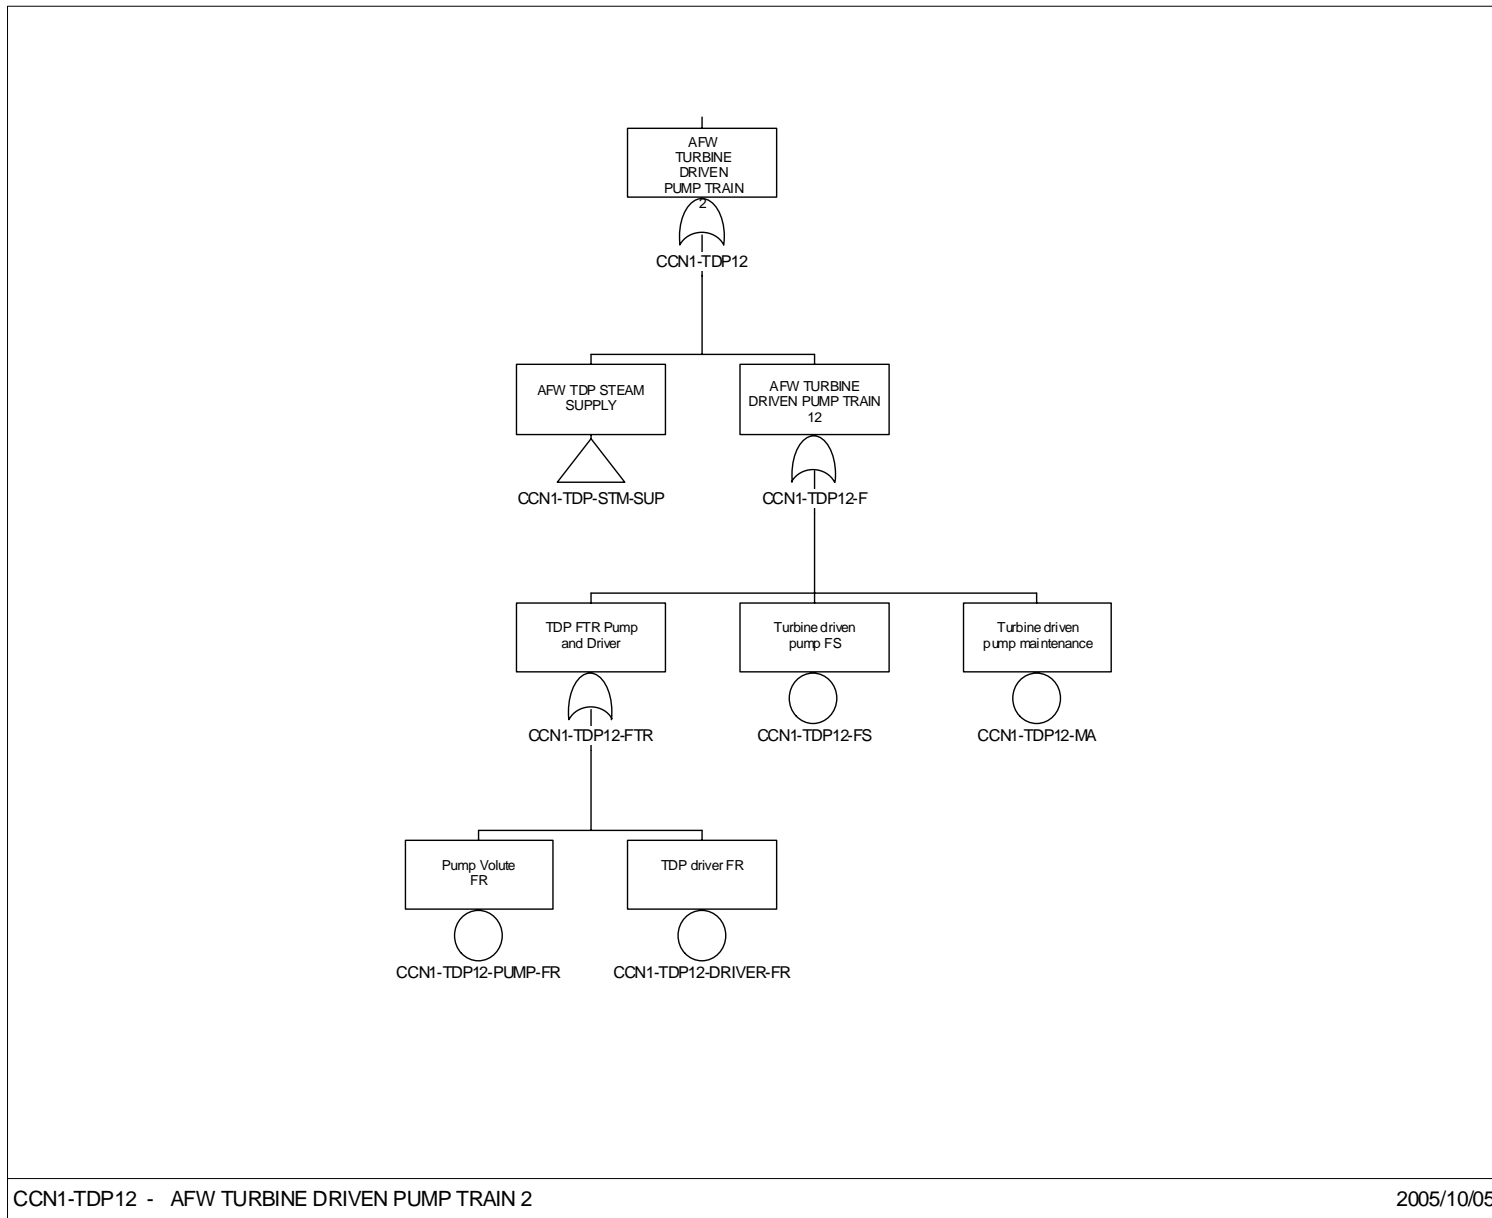 AFW
TURBINE
DRIVEN
PUMP TRAIN
2
CCN1-TDP12
AFW TDP STEAM
SUPPLY
CCN1-TDP-STM-SUP
AFW TURBINE
DRIVEN PUMP TRAIN
12
CCN1-TDP12-F
TDP FTR Pump
and Driver
CCN1-TDP12-FTR
Turbine driven
pump FS
CCN1-TDP12-FS
Turbine driven
pump maintenance
CCN1-TDP12-MA
Pump Volute
FR
CCN1-TDP12-PUMP-FR
TDP driver FR
CCN1-TDP12-DRIVER-FR
CCN1-TDP12 - AFW TURBINE DRIVEN PUMP TRAIN 2
2005/10/05